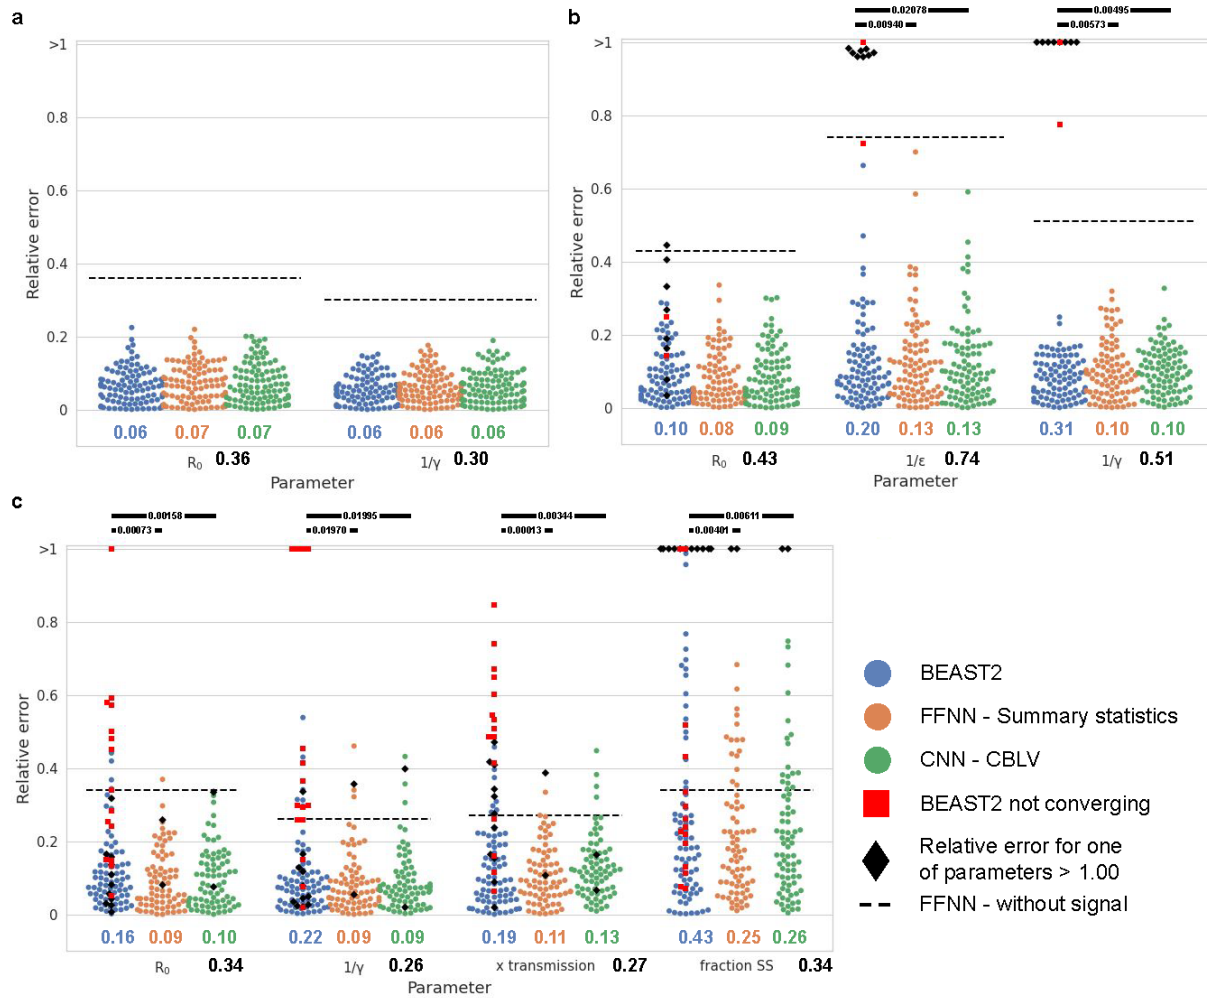 a
>1
0.8
0.6
0.4
0.2
0
Relative error
0.06 0.07 0.07 0.06 0.06 0.06
R₀ 0.36 1/γ 0.30
Parameter
b
0.02078 0.00495
0.00940 0.00573
>1
0.8
0.6
0.4
0.2
0
Relative error
0.10 0.08 0.09 0.20 0.13 0.13 0.31 0.10 0.10
R₀ 0.43 1/ε 0.74 1/γ 0.51
Parameter
c
0.00158 0.01995 0.00344 0.00611
0.00073 0.01970 0.00013 0.00401
>1
0.8
0.6
0.4
0.2
0
Relative error
0.16 0.09 0.10 0.22 0.09 0.09 0.19 0.11 0.13 0.43 0.25 0.26
R₀ 0.34 1/γ 0.26 x transmission 0.27 fraction SS 0.34
Parameter
BEAST2
FFNN - Summary statistics
CNN - CBLV
BEAST2 not converging
Relative error for one
of parameters > 1.00
FFNN - without signal